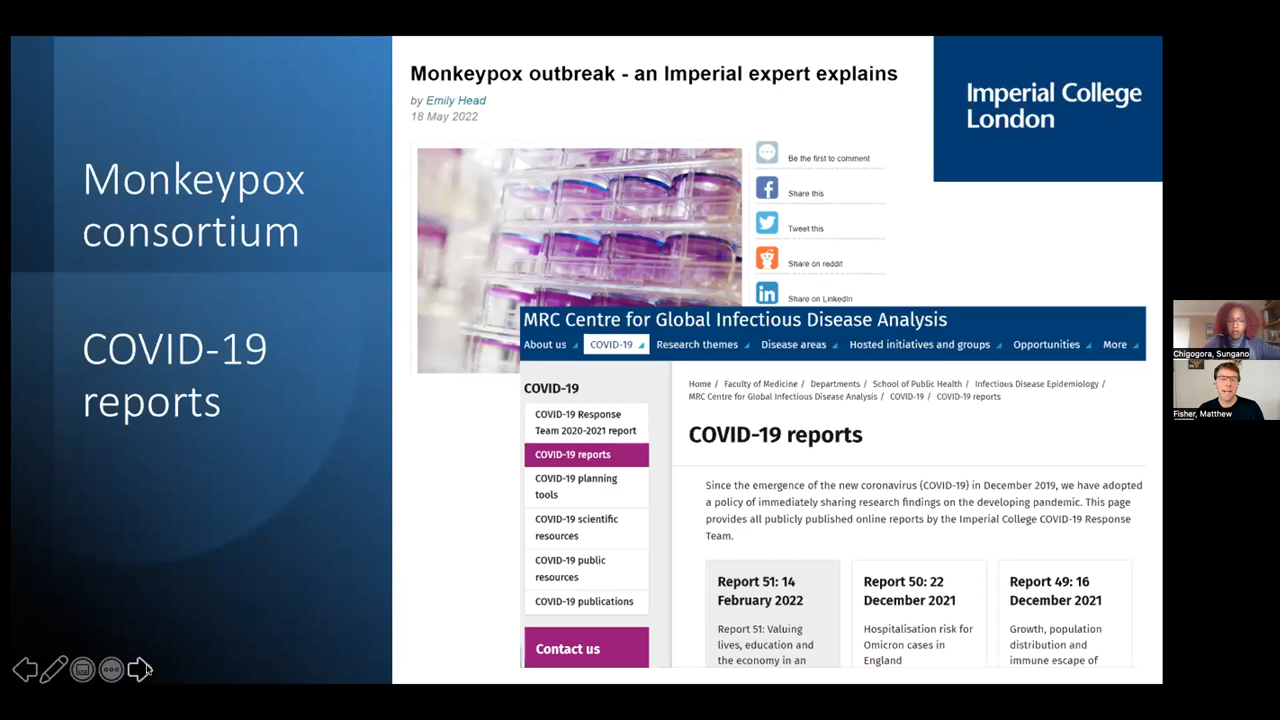 Monkeypox
consortium
COVID-19
reports
Monkeypox outbreak - an Imperial expert explains
by Emily Head
18 May 2022
Imperial College
London
Be the first to comment
Share this
Tweet this
Share on reddit
in
Share on LinkedIn
MRC Centre for Global Infectious Disease Analysis
About us COVID-19 Research themes Disease areas Hosted initiatives and groups Opportunities More
COVID-19
COVID-19 Response
Team 2020-2021 report
COVID-19 reports
COVID-19 planning
tools
COVID-19 scientific
resources
COVID-19 public
resources
COVID-19 publications
Contact us
Home / Faculty of Medicine / Departments / School of Public Health / Infectious Disease Epidemiology /
MRC Centre for Global Infectious Disease Analysis / COVID-19 / COVID-19 reports
COVID-19 reports
Since the emergence of the new coronavirus (COVID-19) in December 2019, we have adopted
a policy of immediately sharing research findings on the developing pandemic. This page
provides all publicly published online reports by the Imperial College COVID-19 Response
Team.
Report 51: 14
February 2022
Report 51: Valuing
lives, education and
the economy in an
Report 50: 22
December 2021
Hospitalisation risk for
Omicron cases in
England
Report 49: 16
December 2021
Growth, population
distribution and
immune escape of
Chigogora, Sungano
Fisher, Matthew